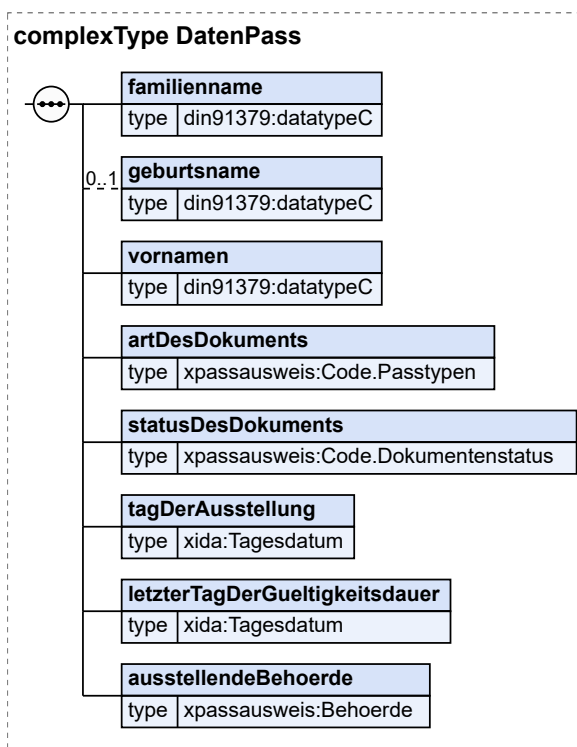 complexType DatenPass
familienname
type din91379:datatypeC
0..1
geburtsname
type din91379:datatypeC
vornamen
type din91379:datatypeC
artDesDokuments
type xpassausweis:Code.Passtypen
statusDesDokuments
type xpassausweis:Code.Dokumentenstatus
tagDerAusstellung
type xida:Tagesdatum
letzterTagDerGueltigkeitsdauer
type xida:Tagesdatum
ausstellendeBehoerde
type xpassausweis:Behoerde